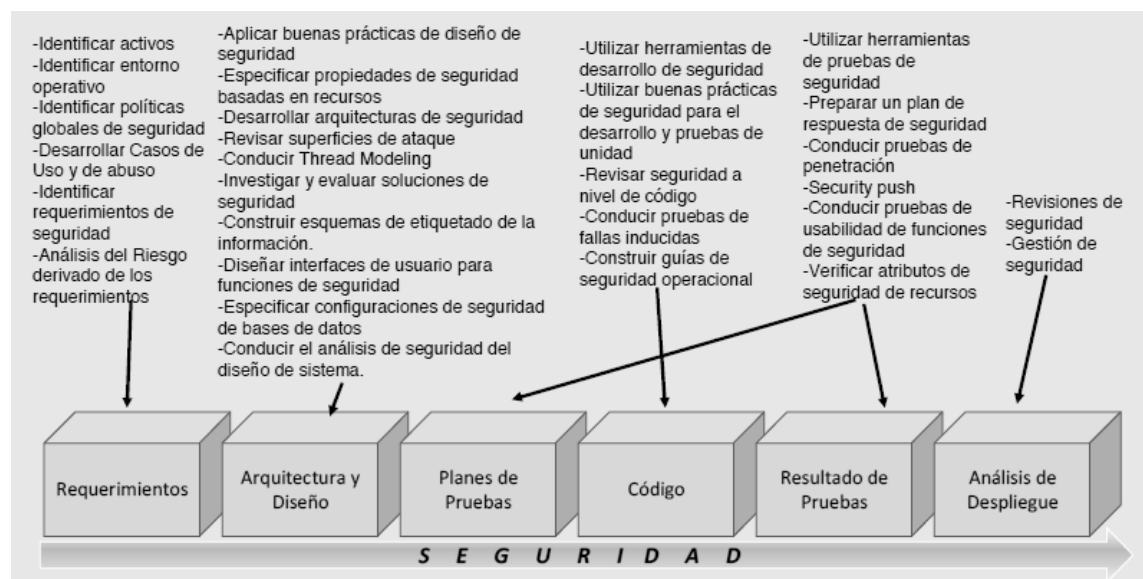 -Identificar activos
-Identificar entorno
operativo
-Identificar políticas
globales de seguridad
-Desarrollar Casos de
Uso y de abuso
-Identificar
requerimientos de
seguridad
-Análisis del Riesgo
derivado de los
requerimientos
-Aplicar buenas prácticas de diseño de
seguridad
-Especificar propiedades de seguridad
basadas en recursos
-Desarrollar arquitecturas de seguridad
-Revisar superficies de ataque
-Conducir Thread Modeling
-Investigar y evaluar soluciones de
seguridad
-Construir esquemas de etiquetado de la
información.
-Diseñar interfaces de usuario para
funciones de seguridad
-Especificar configuraciones de seguridad
de bases de datos
-Conducir el análisis de seguridad del
diseño de sistema.
-Utilizar herramientas de
desarrollo de seguridad
-Utilizar buenas prácticas
de seguridad para el
desarrollo y pruebas de
unidad
-Revisar seguridad a
nivel de código
-Conducir pruebas de
fallas inducidas
-Construir guías de
seguridad operacional
-Utilizar herramientas
de pruebas de
seguridad
-Preparar un plan de
respuesta de seguridad
-Conducir pruebas de
penetración
-Security push
-Conducir pruebas de
usabilidad de funciones
de seguridad
-Verificar atributos de
seguridad de recursos
-Revisiones de
seguridad
-Gestión de
seguridad
Requerimientos
Arquitectura y
Diseño
Planes de
Pruebas
Código
Resultado de
Pruebas
Análisis de
Despliegue
S E G U R I D A D